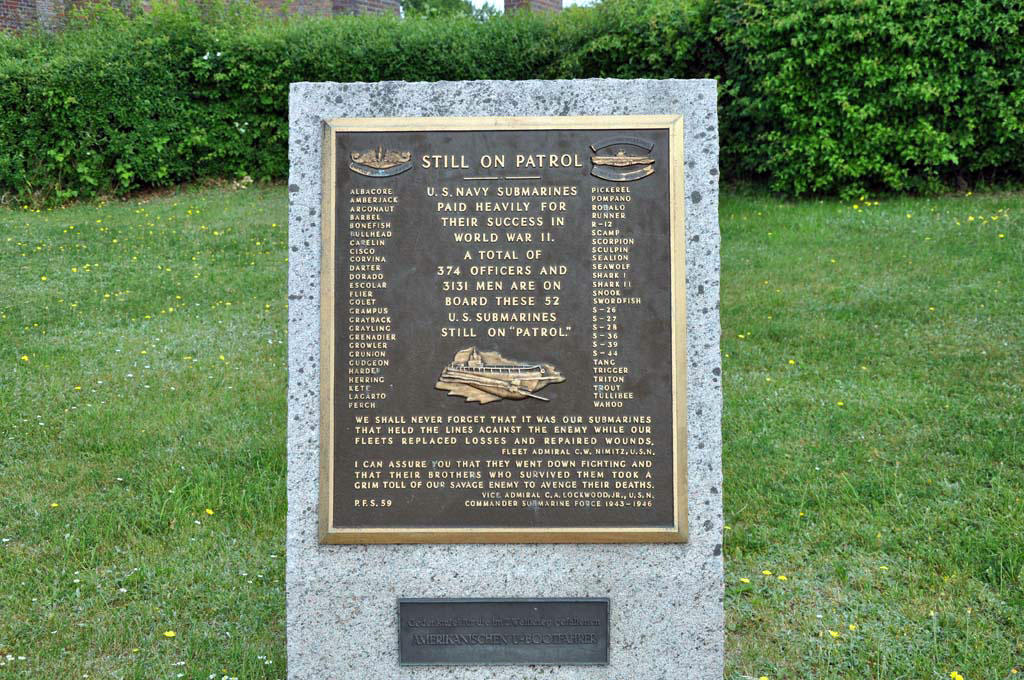 STILL ON PATROL
ALBACORE
AMBERJACK
ARGONAUT
BARBEL
BONEFISH
BULLHEAD
CAPELIN
CISCO
CORVINA
DARTER
DORADO
ESCOLAR
FLIER
GOLET
GRAMPUS
GRAYBACK
GRAYLING
GRENADIER
GROWLER
GRUNION
GUDGEON
HARDER
HERRING
KETE
LAGARTO
PERCH
U.S. NAVY SUBMARINES
PAID HEAVILY FOR
THEIR SUCCESS IN
WORLD WAR II.
A TOTAL OF
374 OFFICERS AND
3131 MEN ARE ON
BOARD THESE 52
U.S. SUBMARINES
STILL ON "PATROL."
PICKEREL
POMPANO
ROBALO
RUNNER
R-12
SCAMP
SCORPION
SCULPIN
SEALION
SEAWOLF
SHARK I
SHARK II
SNOOK
SWORDFISH
S-26
S-27
S-28
S-36
S-39
S-44
TANG
TRIGGER
TRITON
TROUT
TULLIBEE
WAHOO
WE SHALL NEVER FORGET THAT IT WAS OUR SUBMARINES
THAT HELD THE LINES AGAINST THE ENEMY WHILE OUR
FLEETS REPLACED LOSSES AND REPAIRED WOUNDS.
FLEET ADMIRAL C.W. NIMITZ, U.S.N.
I CAN ASSURE YOU THAT THEY WENT DOWN FIGHTING AND
THAT THEIR BROTHERS WHO SURVIVED THEM TOOK A
GRIM TOLL OF OUR SAVAGE ENEMY TO AVENGE THEIR DEATHS.
VICE ADMIRAL C.A. LOCKWOOD, JR., U.S.N.
P.F.S. 59 COMMANDER SUBMARINE FORCE 1943-1946
AMERIKANISCHEN U-BOOTFAHRER